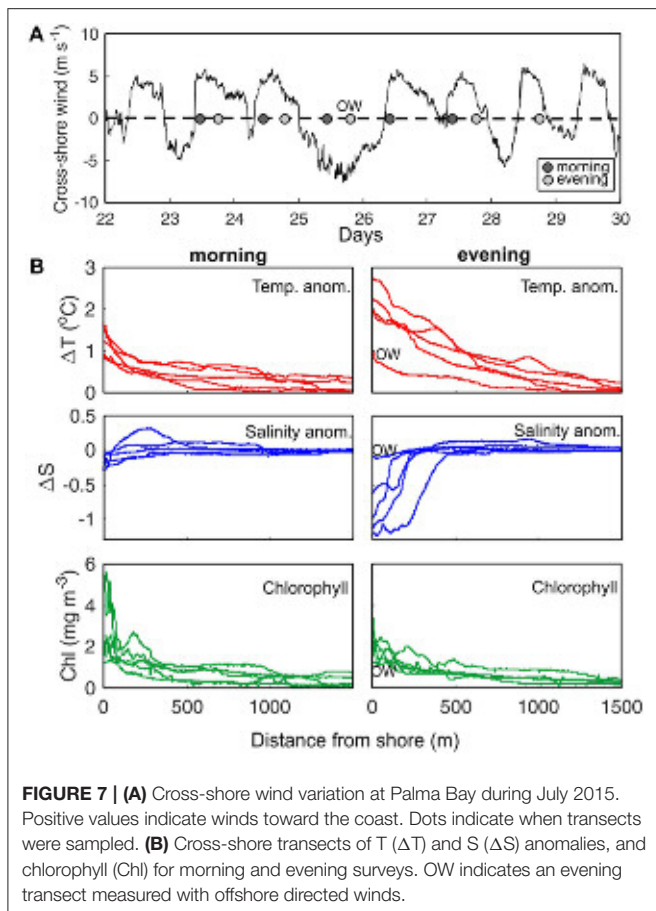 A
Cross-shore wind (m s⁻¹)
10
5
0
-5
-10
OW
morning
evening
22 23 24 25 26 27 28 29 30
Days
B
morning evening
3
2
1
0
ΔT (°C)
Temp. anom. Temp. anom.
OW
0.5
0
-0.5
-1
ΔS
Salinity anom. Salinity anom.
OW
6
4
2
0
Chl (mg m⁻³)
Chlorophyll Chlorophyll
OW
0 500 1000 0 500 1000 1500
Distance from shore (m)
FIGURE 7 | (A) Cross-shore wind variation at Palma Bay during July 2015.
Positive values indicate winds toward the coast. Dots indicate when transects
were sampled. (B) Cross-shore transects of T (ΔT) and S (ΔS) anomalies, and
chlorophyll (Chl) for morning and evening surveys. OW indicates an evening
transect measured with offshore directed winds.